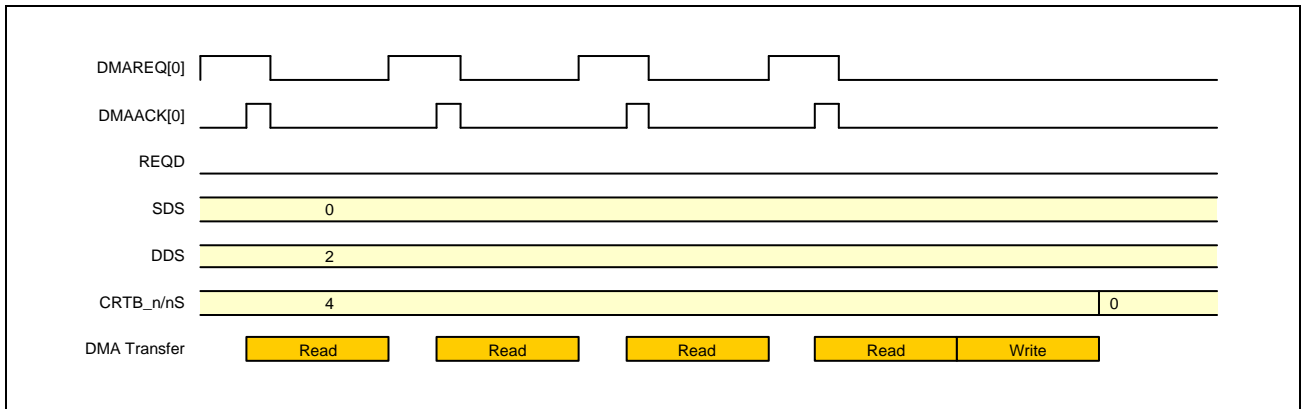 DMAREQ[0]
DMAACK[0]
REQD
SDS 0
DDS 2
CRTB_n/nS 4 0
DMA Transfer Read Read Read Read Write